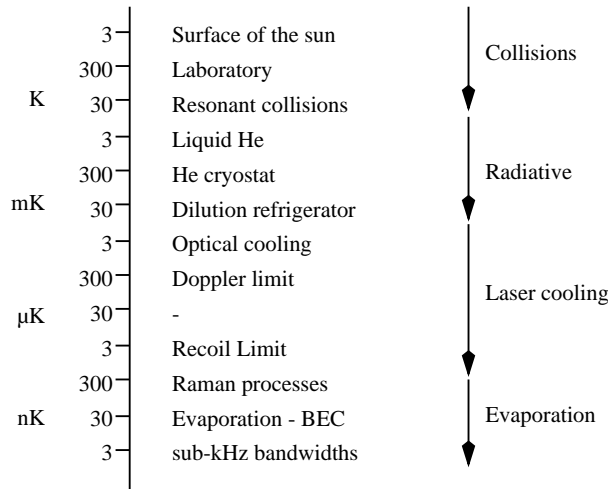 3 Surface of the sun
Collisions
300 Laboratory
K
30 Resonant collisions
3 Liquid He
300 He cryostat
Radiative
mK
30 Dilution refrigerator
3 Optical cooling
300 Doppler limit
Laser cooling
μK
30 -
3 Recoil Limit
300 Raman processes
nK
30 Evaporation - BEC
Evaporation
3 sub-kHz bandwidths